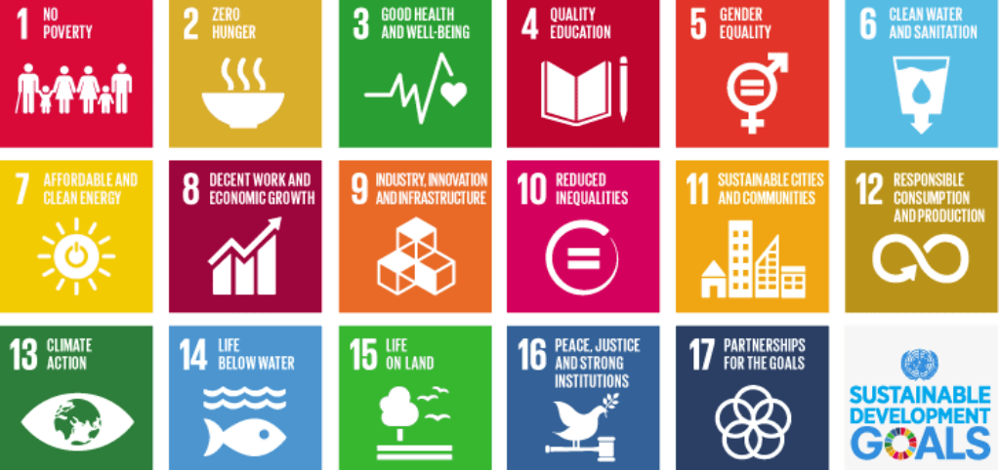 1 NO
POVERTY
2 ZERO
HUNGER
3 GOOD HEALTH
AND WELL-BEING
4 QUALITY
EDUCATION
5 GENDER
EQUALITY
6 CLEAN WATER
AND SANITATION
7 AFFORDABLE AND
CLEAN ENERGY
8 DECENT WORK AND
ECONOMIC GROWTH
9 INDUSTRY, INNOVATION
AND INFRASTRUCTURE
10 REDUCED
INEQUALITIES
11 SUSTAINABLE CITIES
AND COMMUNITIES
12 RESPONSIBLE
CONSUMPTION
AND PRODUCTION
13 CLIMATE
ACTION
14 LIFE
BELOW WATER
15 LIFE
ON LAND
16 PEACE, JUSTICE
AND STRONG
INSTITUTIONS
17 PARTNERSHIPS
FOR THE GOALS
SUSTAINABLE
DEVELOPMENT
GOALS